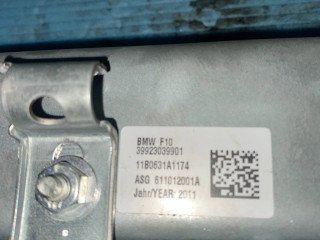 BMW F10
39923039901
11B0631A1174
ASG 611012001A
Jahr/YEAR: 2011